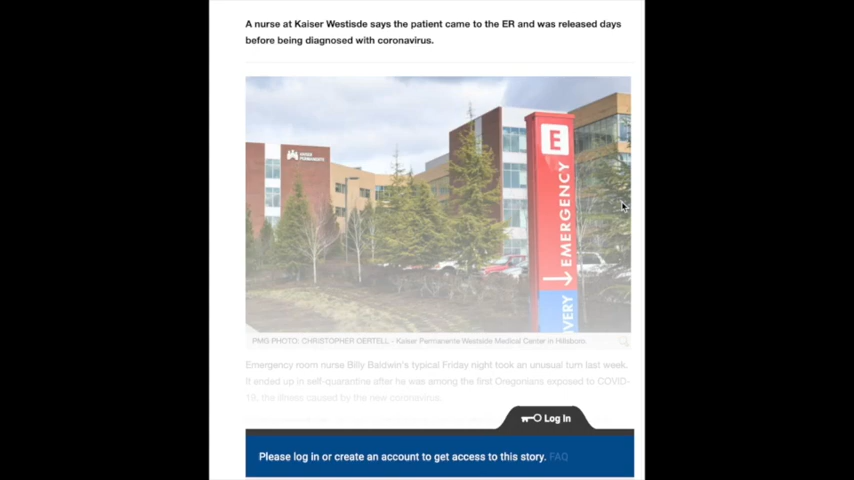 A nurse at Kaiser Westisde says the patient came to the ER and was released days
before being diagnosed with coronavirus.
KAISER
PERMANENTE
E
EMERGENCY
IVERY
PMG PHOTO: CHRISTOPHER OERTELL - Kaiser Permanente Westside Medical Center in Hillsboro.
Emergency room nurse Billy Baldwin's typical Friday night took an unusual turn last week.
It ended up in self-quarantine after he was among the first Oregonians exposed to COVID-
19, the illness caused by the new coronavirus.
Log In
Please log in or create an account to get access to this story. FAQ